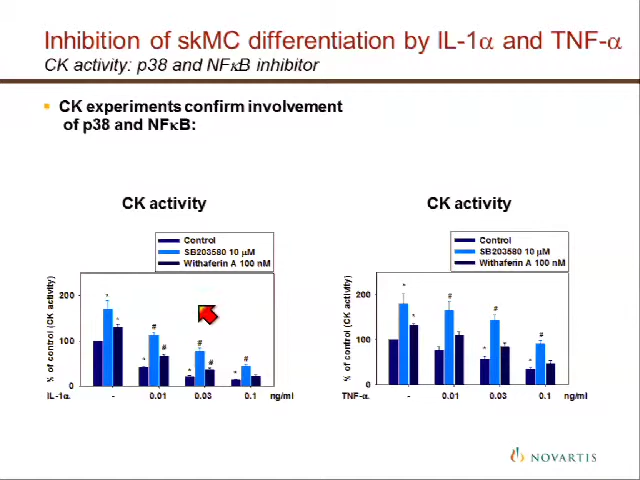 Inhibition of skMC differentiation by IL-1α and TNF-α
CK activity: p38 and NFκB inhibitor
CK experiments confirm involvement
of p38 and NFκB:
CK activity
Control
SB203580 10 µM
Withaferin A 100 nM
% of control (CK activity)
200
100
0
* * * # # * # # * #
IL-1α. - 0.01 0.03 0.1 ng/ml
CK activity
Control
SB203580 10 µM
Withaferin A 100 nM
% of control (CK activity)
200
100
0
* * # * # * * #
TNF-α. - 0.01 0.03 0.1 ng/ml
NOVARTIS